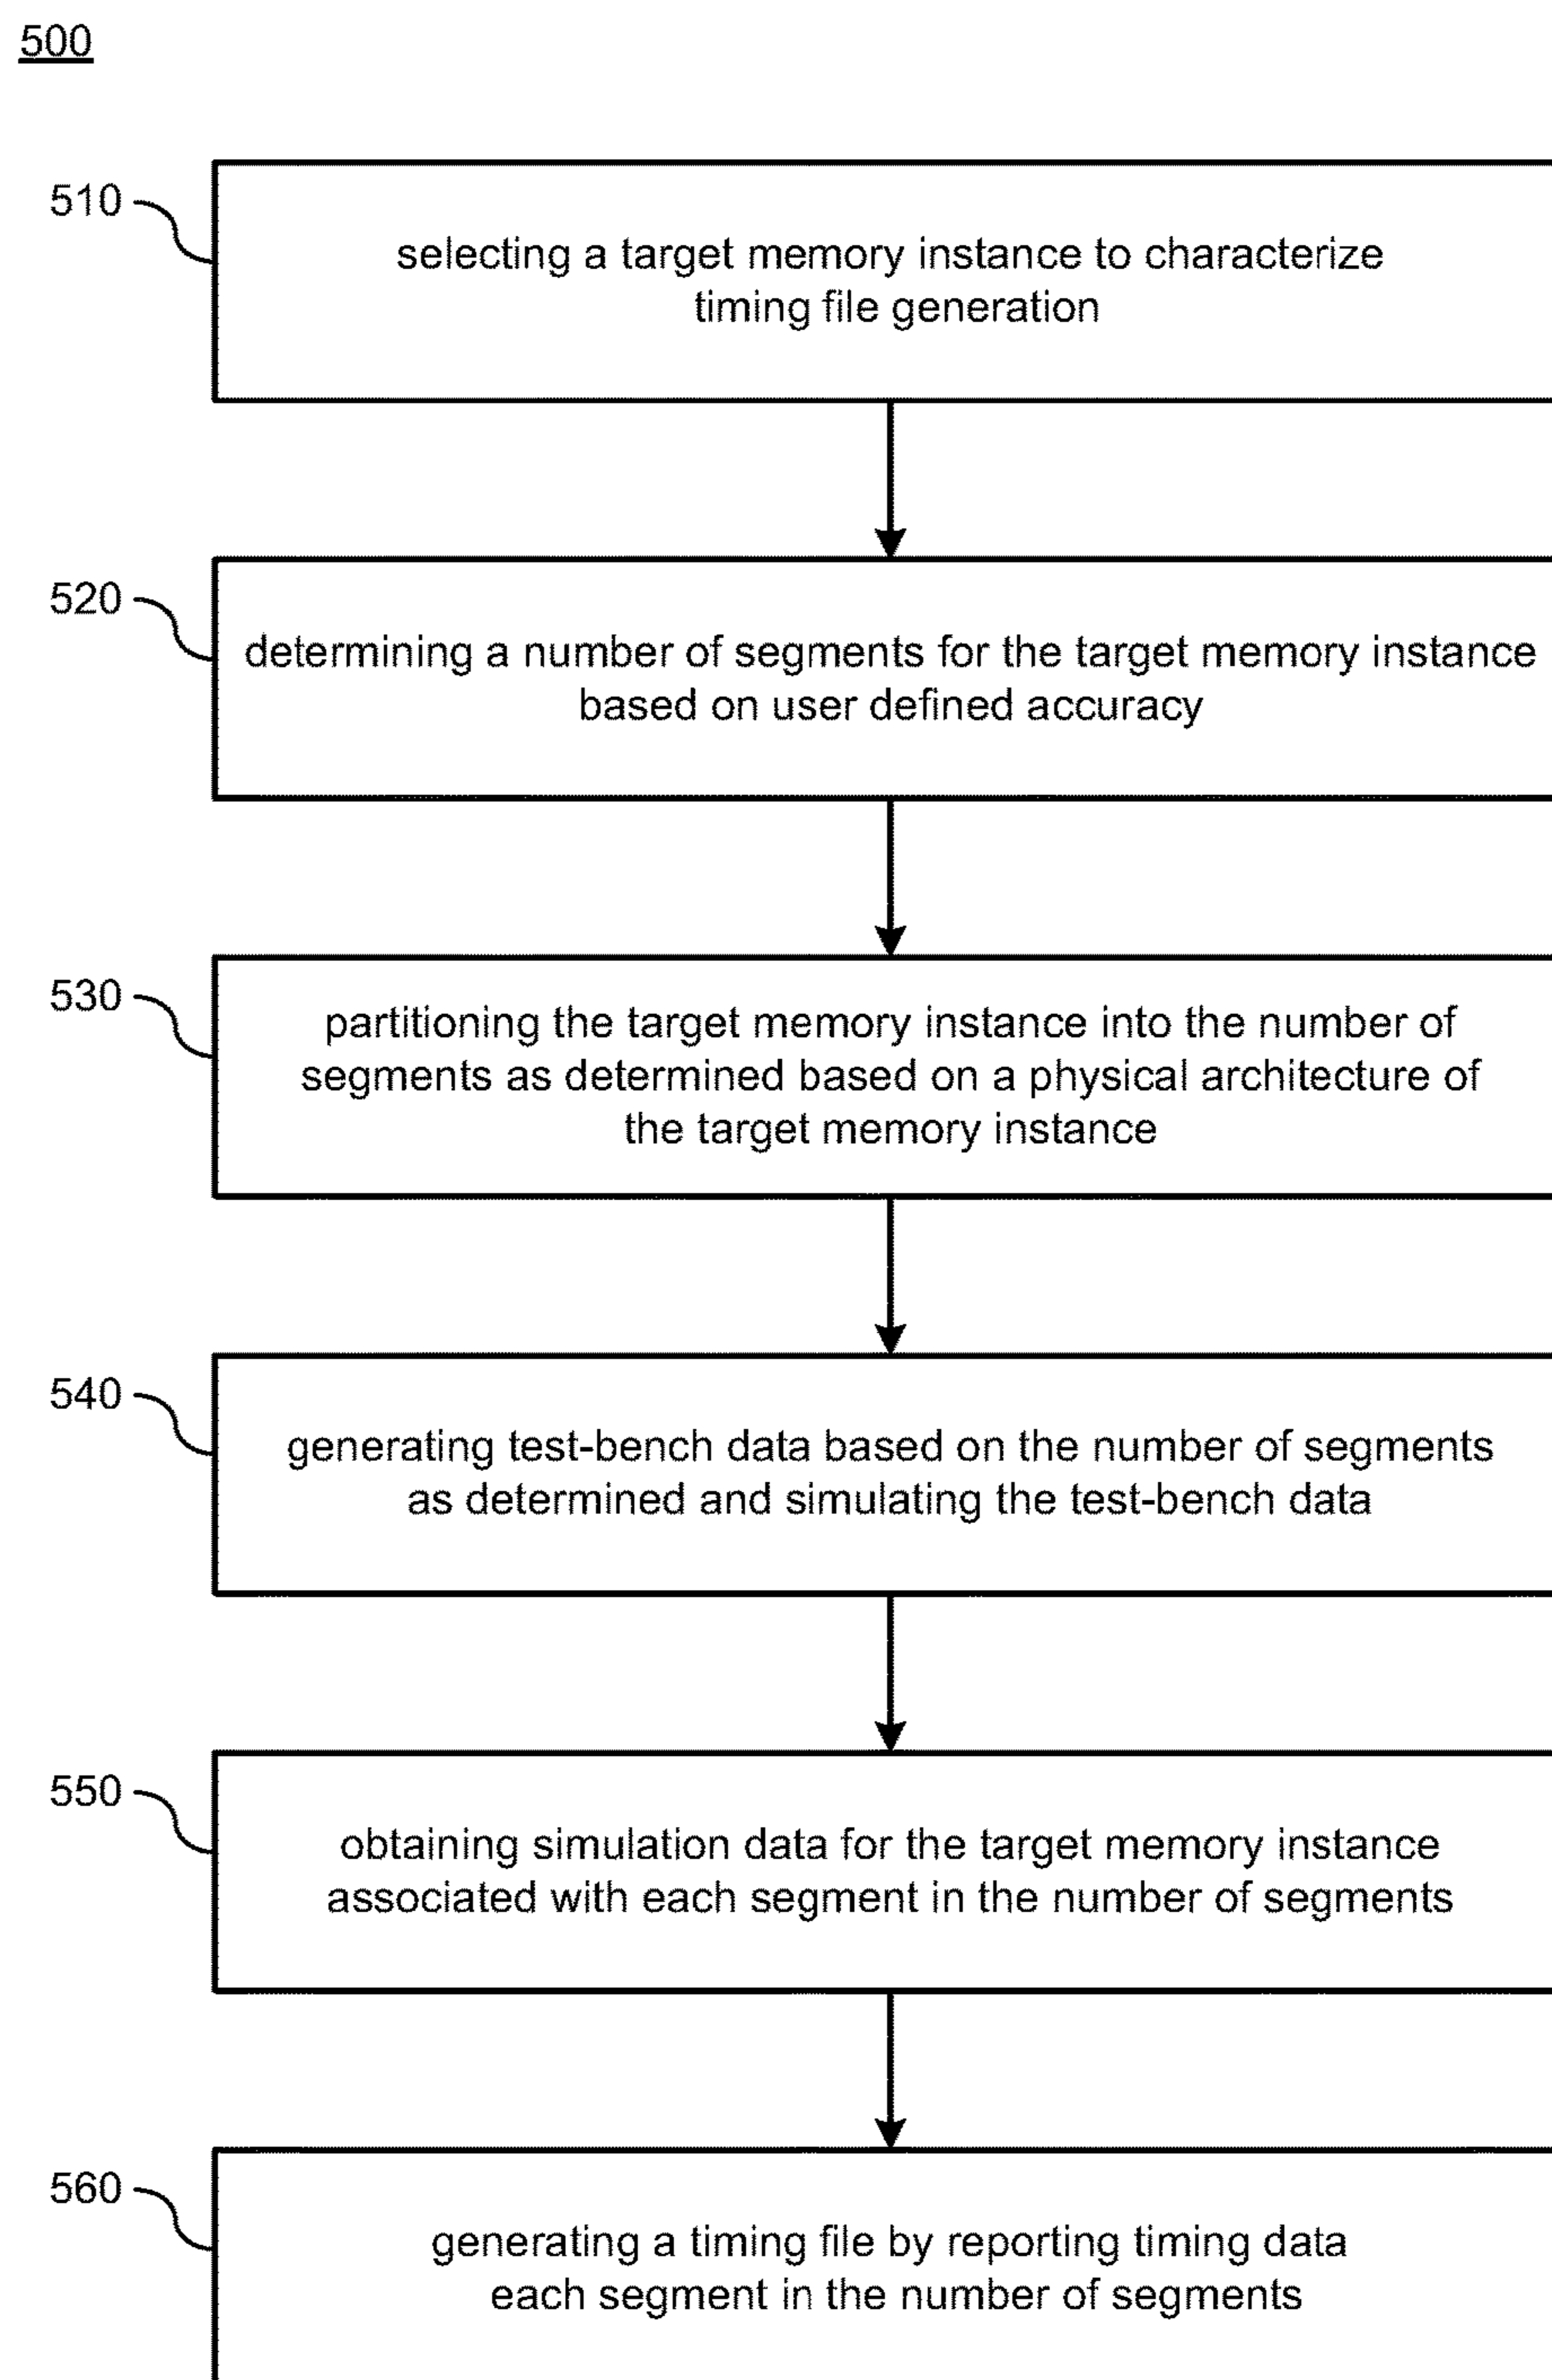 500
510
selecting a target memory instance to characterize
timing file generation
520
determining a number of segments for the target memory instance
based on user defined accuracy
530
partitioning the target memory instance into the number of
segments as determined based on a physical architecture of
the target memory instance
540
generating test-bench data based on the number of segments
as determined and simulating the test-bench data
550
obtaining simulation data for the target memory instance
associated with each segment in the number of segments
560
generating a timing file by reporting timing data
each segment in the number of segments